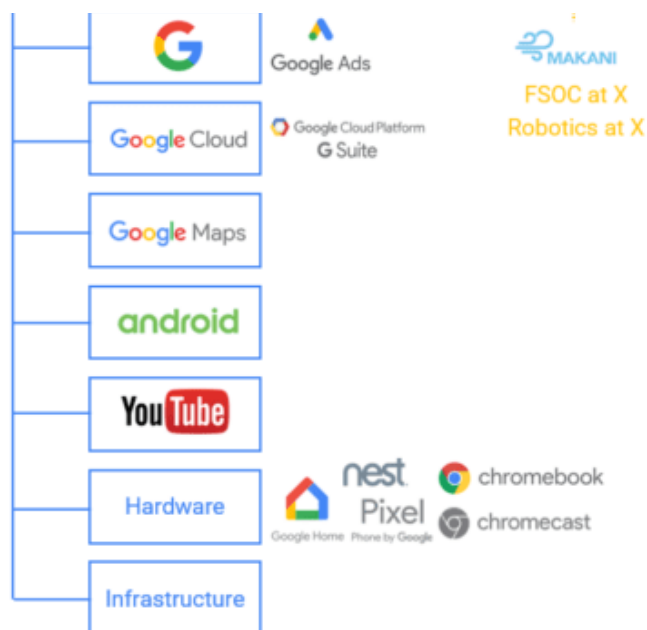 G
Google Ads
MAKANI
FSOC at X
Robotics at X
Google Cloud
Google Cloud Platform
G Suite
Google Maps
android
YouTube
Hardware
Google Home
nest
Pixel
Phone by Google
chromebook
chromecast
Infrastructure